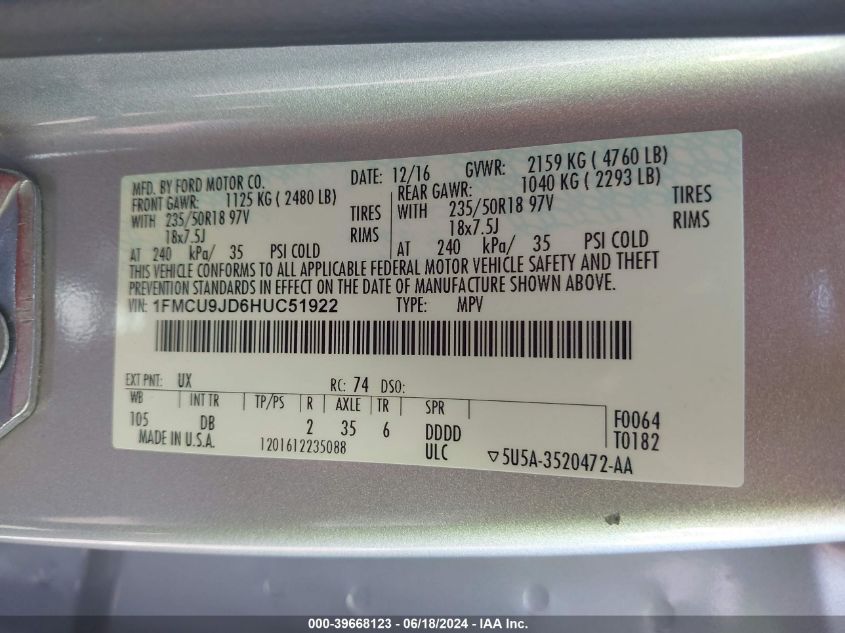 MFD. BY FORD MOTOR CO.
DATE: 12/16 GVWR: 2159 KG ( 4760 LB)
FRONT GAWR: 1125 KG ( 2480 LB)
REAR GAWR: 1040 KG ( 2293 LB)
WITH 235/50R18 97V TIRES
WITH 235/50R18 97V TIRES
18x7.5J RIMS
18x7.5J RIMS
AT 240 kPa/ 35 PSI COLD
AT 240 kPa/ 35 PSI COLD
THIS VEHICLE CONFORMS TO ALL APPLICABLE FEDERAL MOTOR VEHICLE SAFETY AND THEFT
PREVENTION STANDARDS IN EFFECT ON THE DATE OF MANUFACTURE SHOWN ABOVE.
VIN: 1FMCU9JD6HUC51922 TYPE: MPV
EXT PNT: UX RC: 74 DSO:
WB INT TR TP/PS R AXLE TR SPR
105 DB 2 35 6 DDDD
F0064
T0182
MADE IN U.S.A. 1201612235088 ULC ▽5U5A-3520472-AA
000-39668123 - 06/18/2024 - IAA Inc.